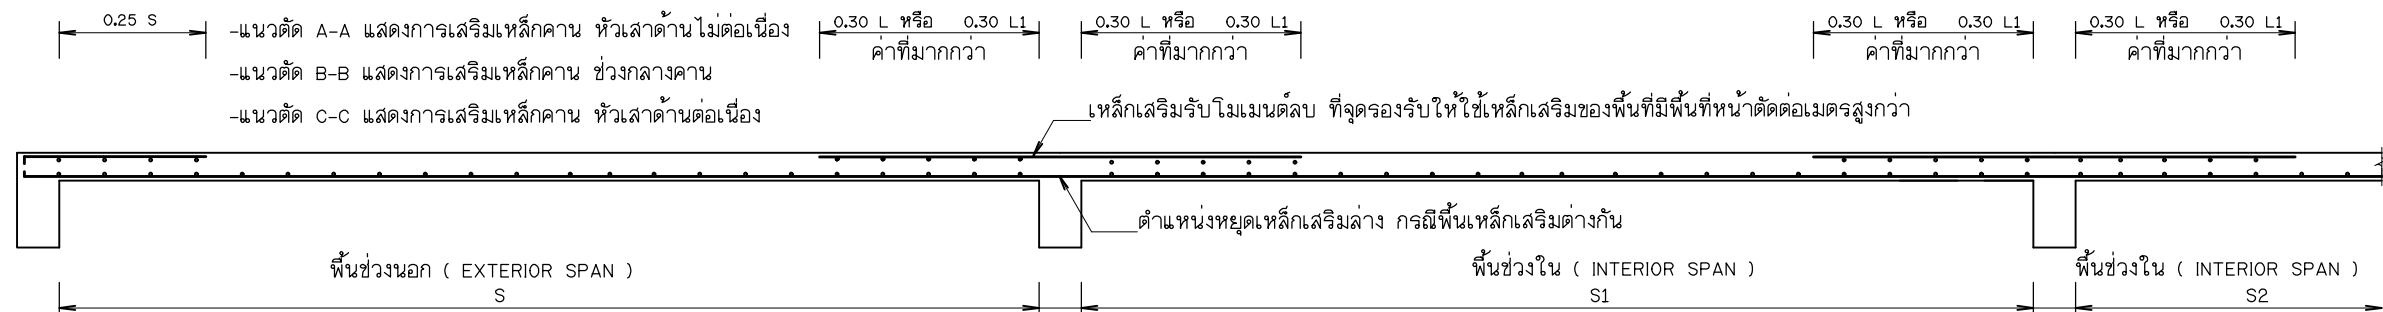 0.25 S
-แนวตัด A-A แสดงการเสริมเหล็กคาน หัวเสาด้านไม่ต่อเนื่อง
0.30 L หรือ 0.30 L1
ค่าที่มากกว่า
0.30 L หรือ 0.30 L1
ค่าที่มากกว่า
0.30 L หรือ 0.30 L1
ค่าที่มากกว่า
0.30 L หรือ 0.30 L1
ค่าที่มากกว่า
-แนวตัด B-B แสดงการเสริมเหล็กคาน ช่วงกลางคาน
-แนวตัด C-C แสดงการเสริมเหล็กคาน หัวเสาด้านต่อเนื่อง
เหล็กเสริมรับโมเมนต์ลบ ที่จุดรองรับให้ใช้เหล็กเสริมของพื้นที่มีพื้นที่หน้าตัดต่อเมตรสูงกว่า
ตำแหน่งหยุดเหล็กเสริมล่าง กรณีพื้นเหล็กเสริมต่างกัน
พื้นช่วงนอก ( EXTERIOR SPAN )
พื้นช่วงใน ( INTERIOR SPAN )
พื้นช่วงใน ( INTERIOR SPAN )
S
S1
S2